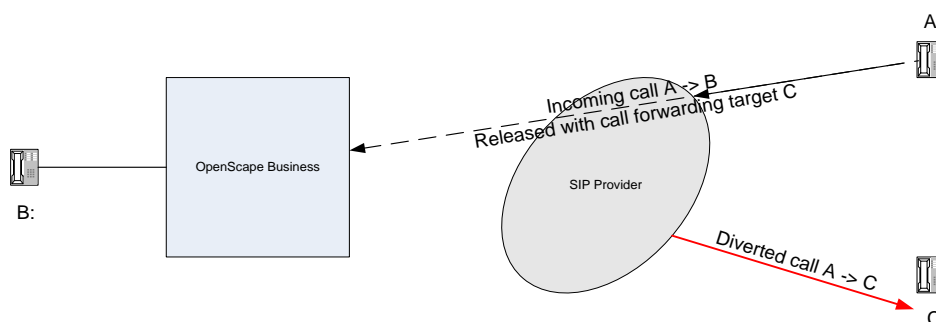 A
Incoming call A -> B
Released with call forwarding target C
OpenScape Business
SIP Provider
B:
Diverted call A -> C